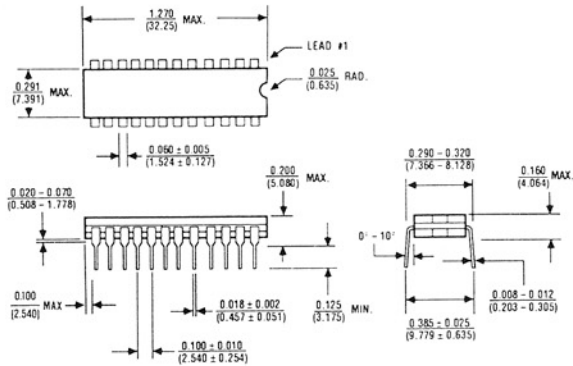 1.270
(32.25) MAX.
LEAD #1
0.291
(7.391) MAX.
0.025
(0.635) RAD.
0.060 ± 0.005
(1.524 ± 0.127)
0.200
(5.080) MAX.
0.290 – 0.320
(7.366 – 8.128)
0.160
(4.064) MAX.
0.020 – 0.070
(0.508 – 1.778)
0° – 10°
0.100
(2.540) MAX
0.018 ± 0.002
(0.457 ± 0.051)
0.125
(3.175) MIN.
0.008 – 0.012
(0.203 – 0.305)
0.100 ± 0.010
(2.540 ± 0.254)
0.385 ± 0.025
(9.779 ± 0.635)